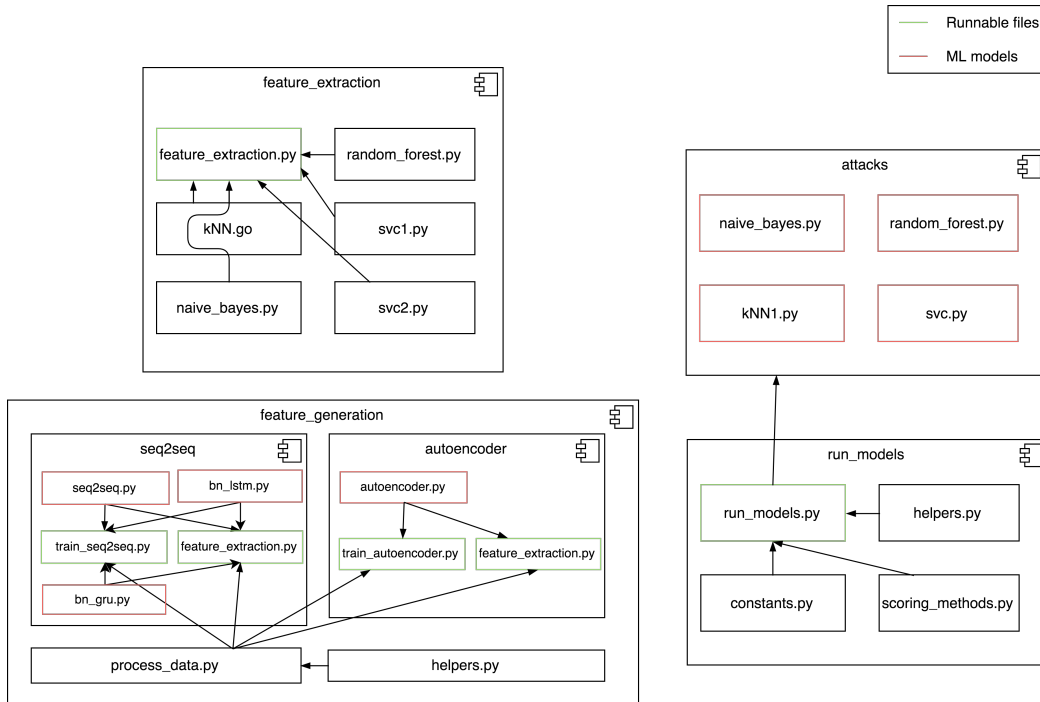 Runnable files
ML models
feature_extraction
feature_extraction.py
random_forest.py
kNN.go
svc1.py
naive_bayes.py
svc2.py
attacks
naive_bayes.py
random_forest.py
kNN1.py
svc.py
feature_generation
seq2seq
seq2seq.py
bn_lstm.py
train_seq2seq.py
feature_extraction.py
bn_gru.py
autoencoder
autoencoder.py
train_autoencoder.py
feature_extraction.py
process_data.py
helpers.py
run_models
run_models.py
helpers.py
constants.py
scoring_methods.py